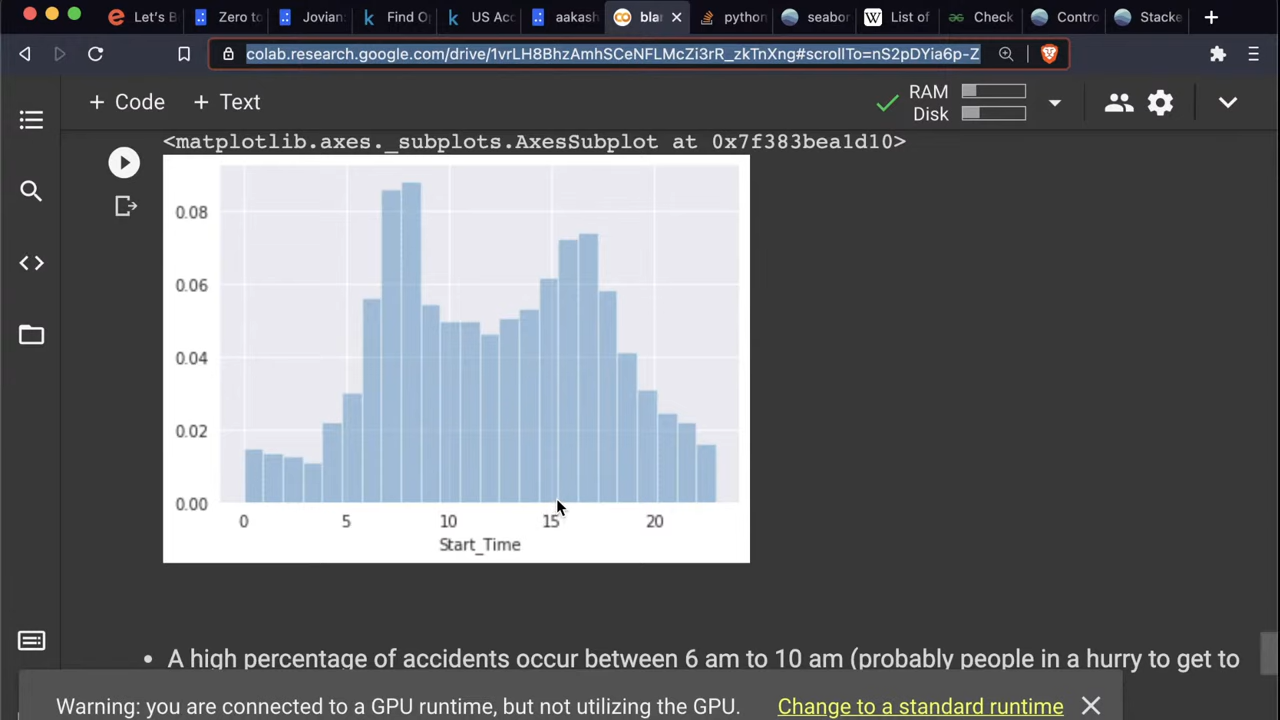 Let's B
Zero to
Jovian:
Find O
US Acc
aakash
bla
python
seabor
List of
Check
Contro
Stacke
colab.research.google.com/drive/1vrLH8BhzAmhSCeNFLMcZi3rR_zkTnXng#scrollTo=nS2pDYia6p-Z
+ Code
+ Text
RAM
Disk
<matplotlib.axes._subplots.AxesSubplot at 0x7f383bea1d10>
0.08
0.06
0.04
0.02
0.00
0 5 10 15 20
Start_Time
• A high percentage of accidents occur between 6 am to 10 am (probably people in a hurry to get to
Warning: you are connected to a GPU runtime, but not utilizing the GPU. Change to a standard runtime